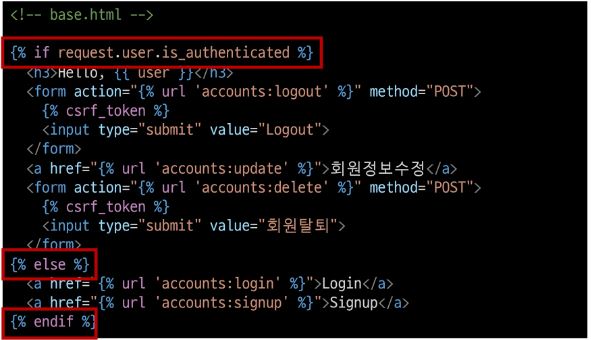 <!-- base.html -->
{% if request.user.is_authenticated %}
<h3>Hello, {{ user }}</h3>
<form action="{% url 'accounts:logout' %}" method="POST">
{% csrf_token %}
<input type="submit" value="Logout">
</form>
<a href="{% url 'accounts:update' %}">회원정보수정</a>
<form action="{% url 'accounts:delete' %}" method="POST">
{% csrf_token %}
<input type="submit" value="회원탈퇴">
</form>
{% else %}
<a href="{% url 'accounts:login' %}">Login</a>
<a href="{% url 'accounts:signup' %}">Signup</a>
{% endif %}